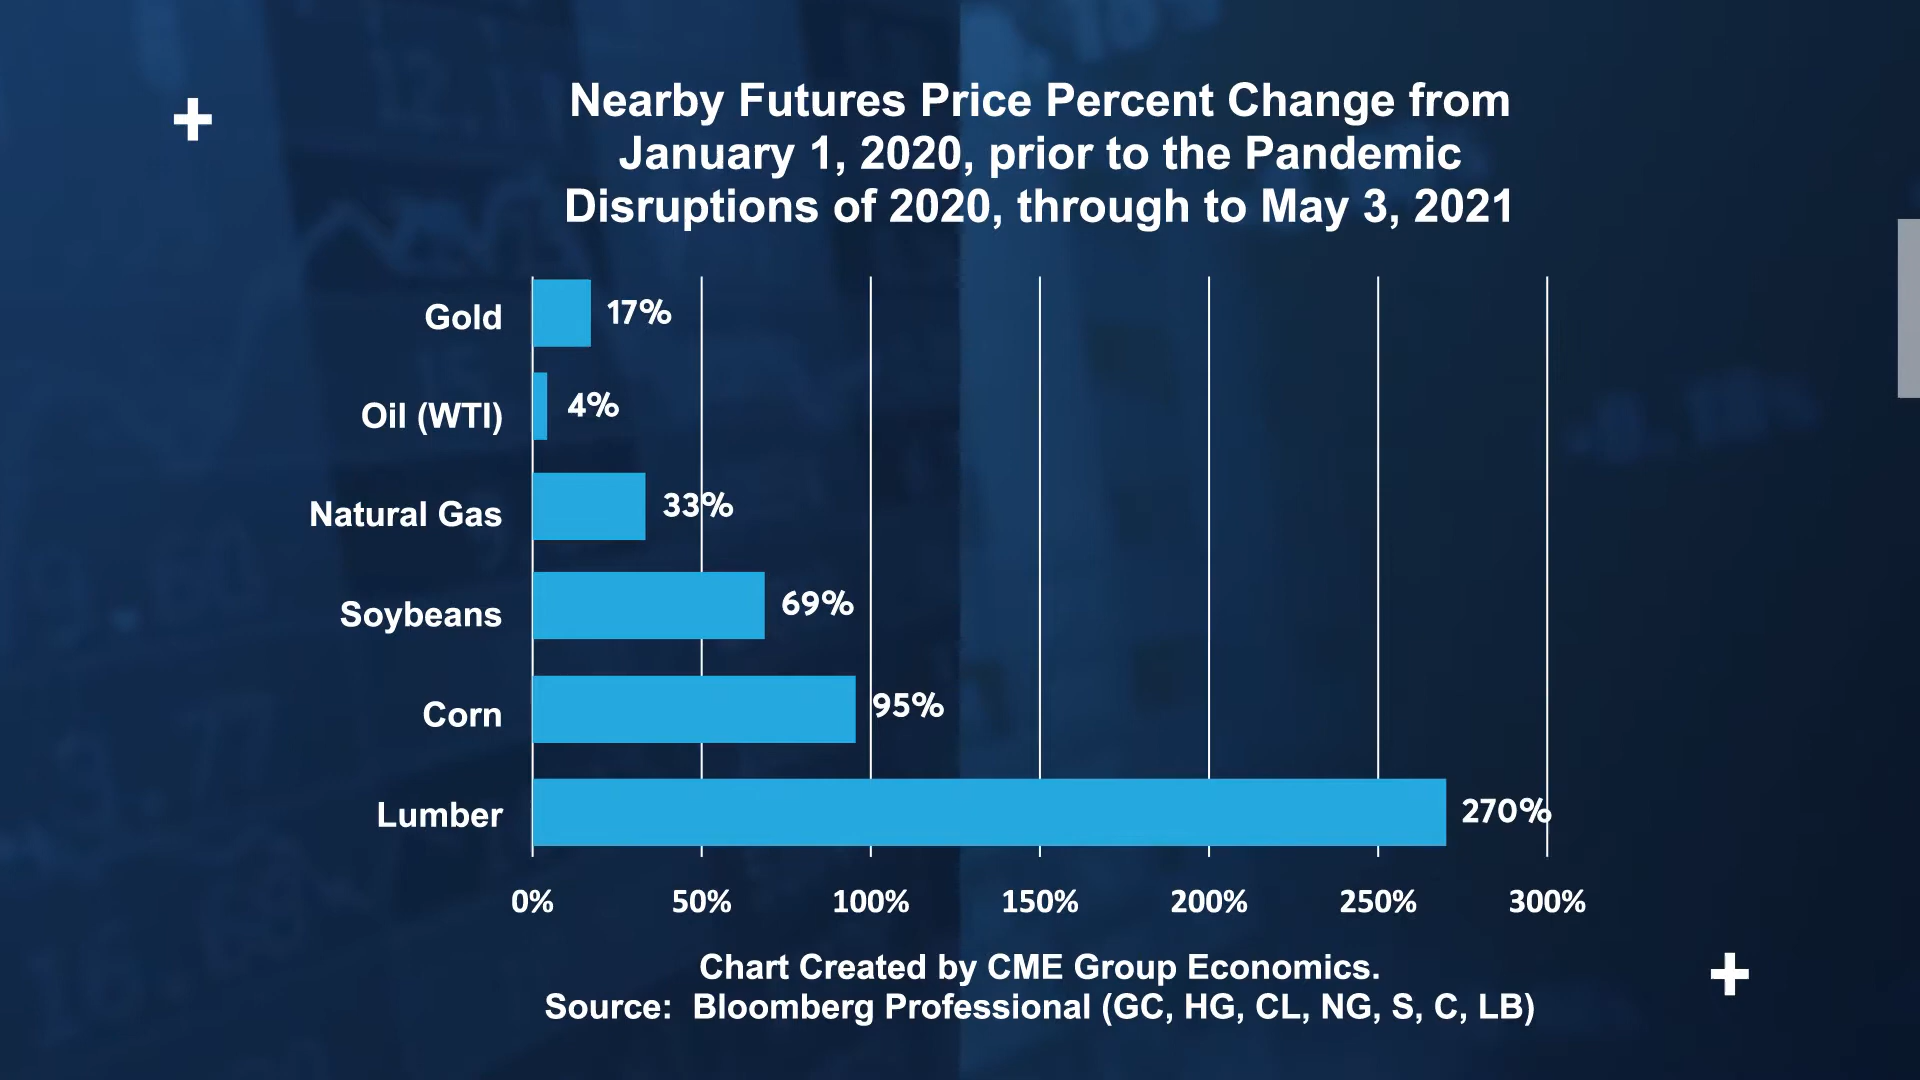 Nearby Futures Price Percent Change from
January 1, 2020, prior to the Pandemic
Disruptions of 2020, through to May 3, 2021
Gold 17%
Oil (WTI) 4%
Natural Gas 33%
Soybeans 69%
Corn 95%
Lumber 270%
0% 50% 100% 150% 200% 250% 300%
Chart Created by CME Group Economics.
Source: Bloomberg Professional (GC, HG, CL, NG, S, C, LB)